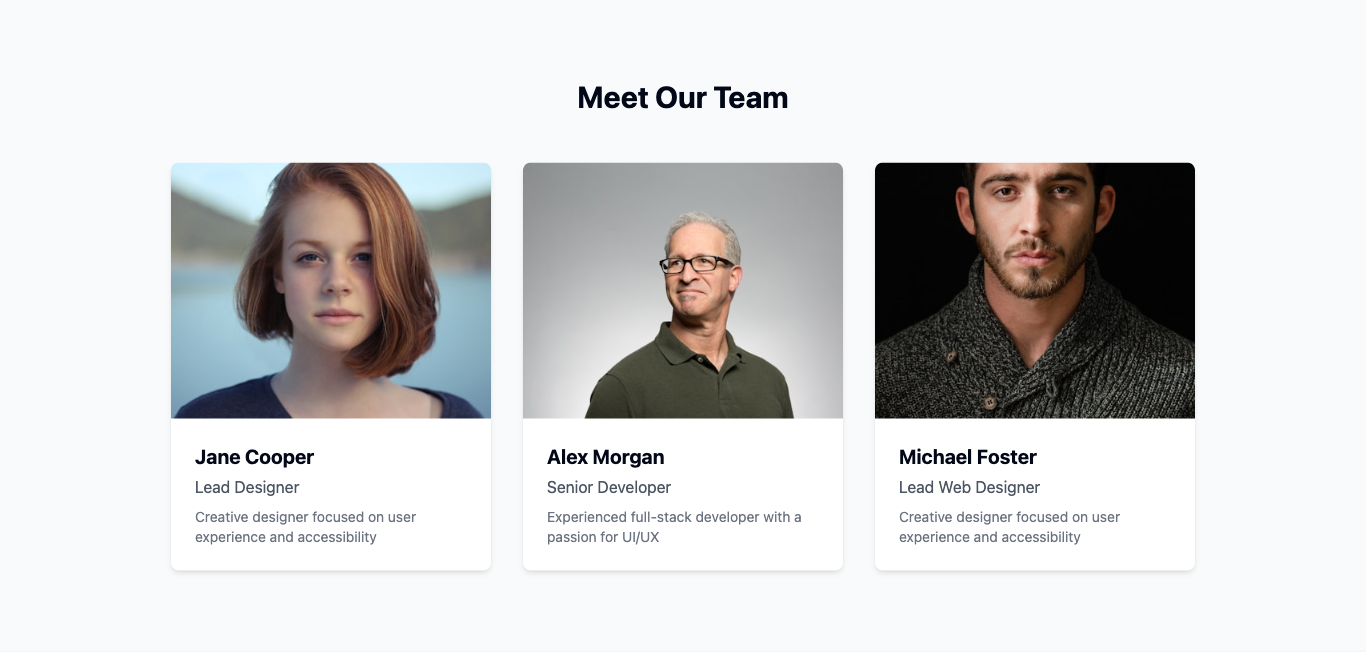 Meet Our Team
Jane Cooper
Lead Designer
Creative designer focused on user
experience and accessibility
Alex Morgan
Senior Developer
Experienced full-stack developer with a
passion for UI/UX
Michael Foster
Lead Web Designer
Creative designer focused on user
experience and accessibility